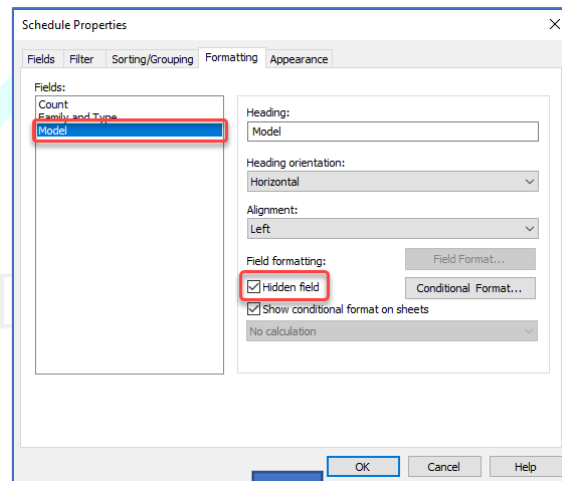 Schedule Properties
Fields Filter Sorting/Grouping Formatting Appearance
Fields:
Count
Family and Type
Model
Heading:
Model
Heading orientation:
Horizontal
Alignment:
Left
Field formatting: Field Format...
Hidden field Conditional Format...
Show conditional format on sheets
No calculation
OK Cancel Help